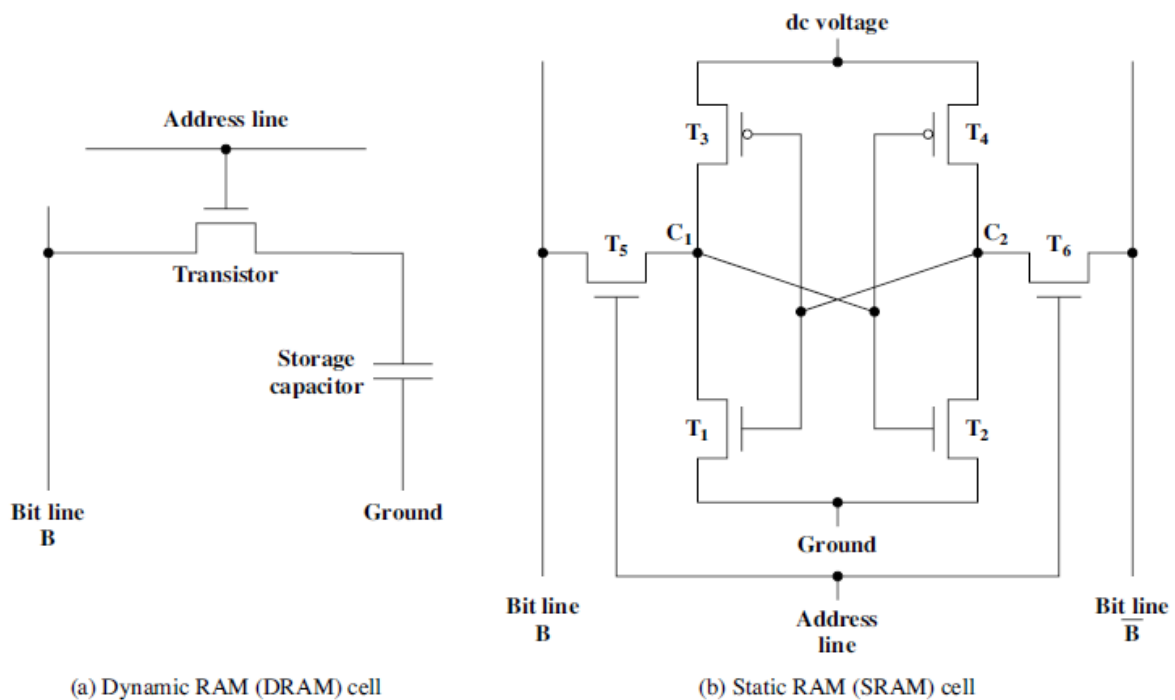 Address line
Transistor
Storage
capacitor
Bit line
B
Ground
(a) Dynamic RAM (DRAM) cell
dc voltage
T₃
T₄
T₅
C₁
C₂
T₆
T₁
T₂
Ground
Bit line
B
Address
line
Bit line
B̅
(b) Static RAM (SRAM) cell